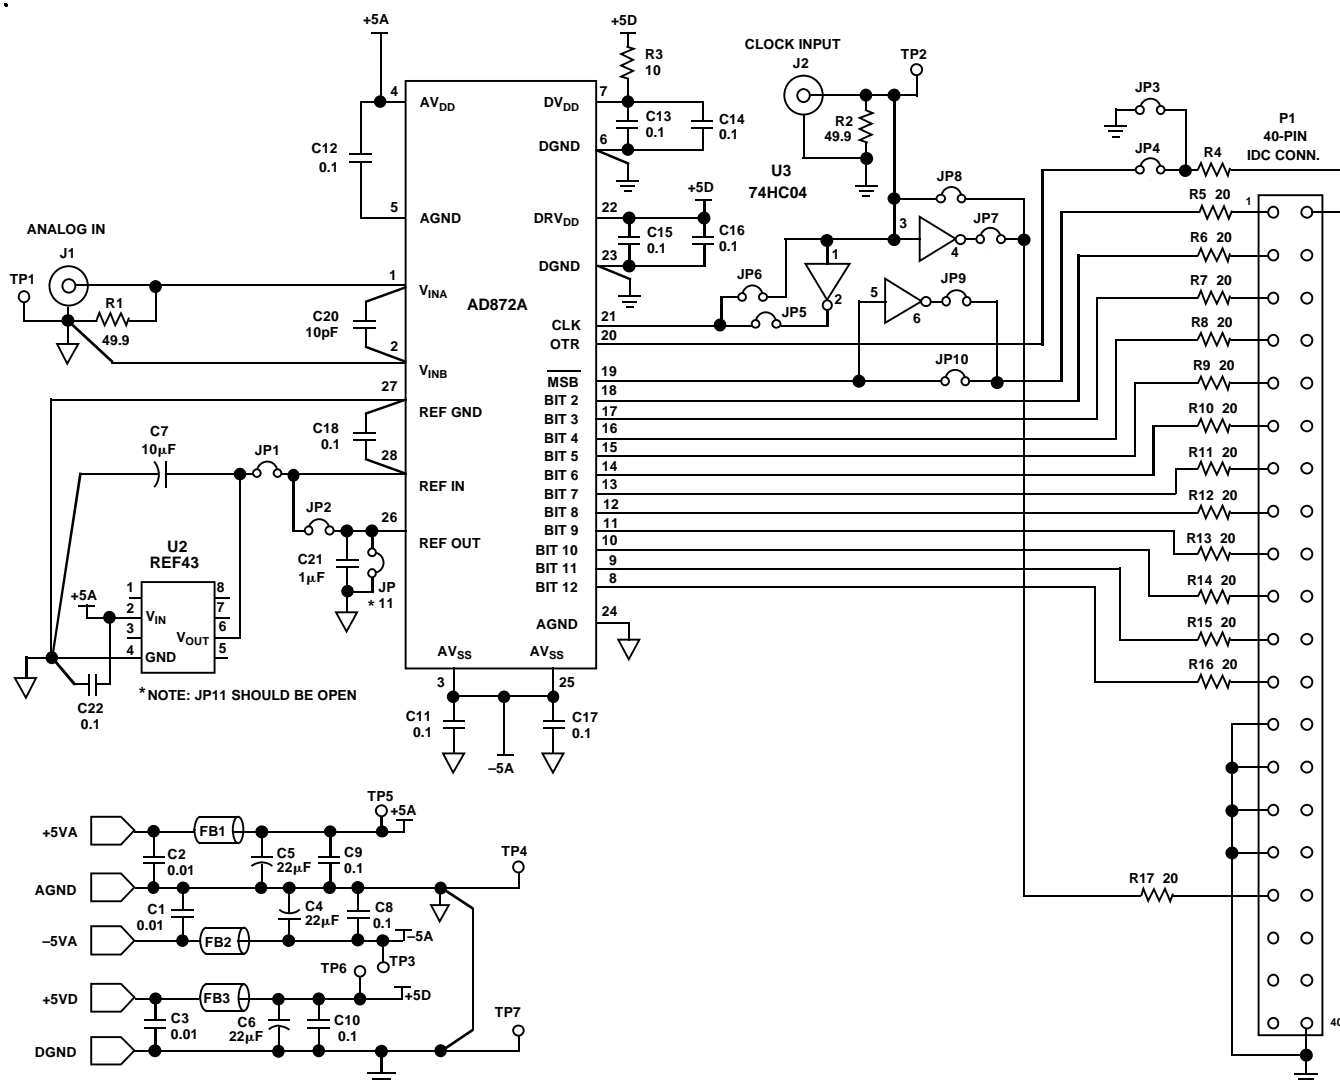 +5A
+5D
R3
10
CLOCK INPUT
J2
TP2
JP3
P1
40-PIN
IDC CONN.
4
AVDD
DVDD
7
C13
0.1
C14
0.1
R2
49.9
C12
0.1
DGND
6
U3
74HC04
JP4
R4
JP8
R5 20
1
5
AGND
+5D
DRVDD
22
C15
0.1
C16
0.1
3
4
JP7
R6 20
ANALOG IN
J1
TP1
R1
49.9
1
VINA
DGND
23
1
2
JP6
JP5
5
6
JP9
R7 20
AD872A
C20
10pF
2
VINB
CLK
21
OTR
20
R8 20
JP10
R9 20
27
REF GND
MSB
19
BIT 2
18
BIT 3
17
BIT 4
16
BIT 5
15
BIT 6
14
BIT 7
13
BIT 8
12
BIT 9
11
BIT 10
10
BIT 11
9
BIT 12
8
R10 20
R11 20
R12 20
R13 20
R14 20
R15 20
R16 20
C7
10µF
JP1
C18
0.1
28
REF IN
JP2
26
REF OUT
C21
1µF
JP
* 11
U2
REF43
+5A
1
2
3
4
VIN
VOUT
GND
8
7
6
5
C22
0.1
* NOTE: JP11 SHOULD BE OPEN
AGND
24
AVSS
AVSS
3
25
C11
0.1
C17
0.1
–5A
+5VA
FB1
TP5
+5A
C2
0.01
C5
22µF
C9
0.1
TP4
AGND
C1
0.01
C4
22µF
C8
0.1
–5VA
FB2
–5A
TP3
R17 20
TP6
+5VD
FB3
+5D
C3
0.01
C6
22µF
C10
0.1
TP7
DGND
40